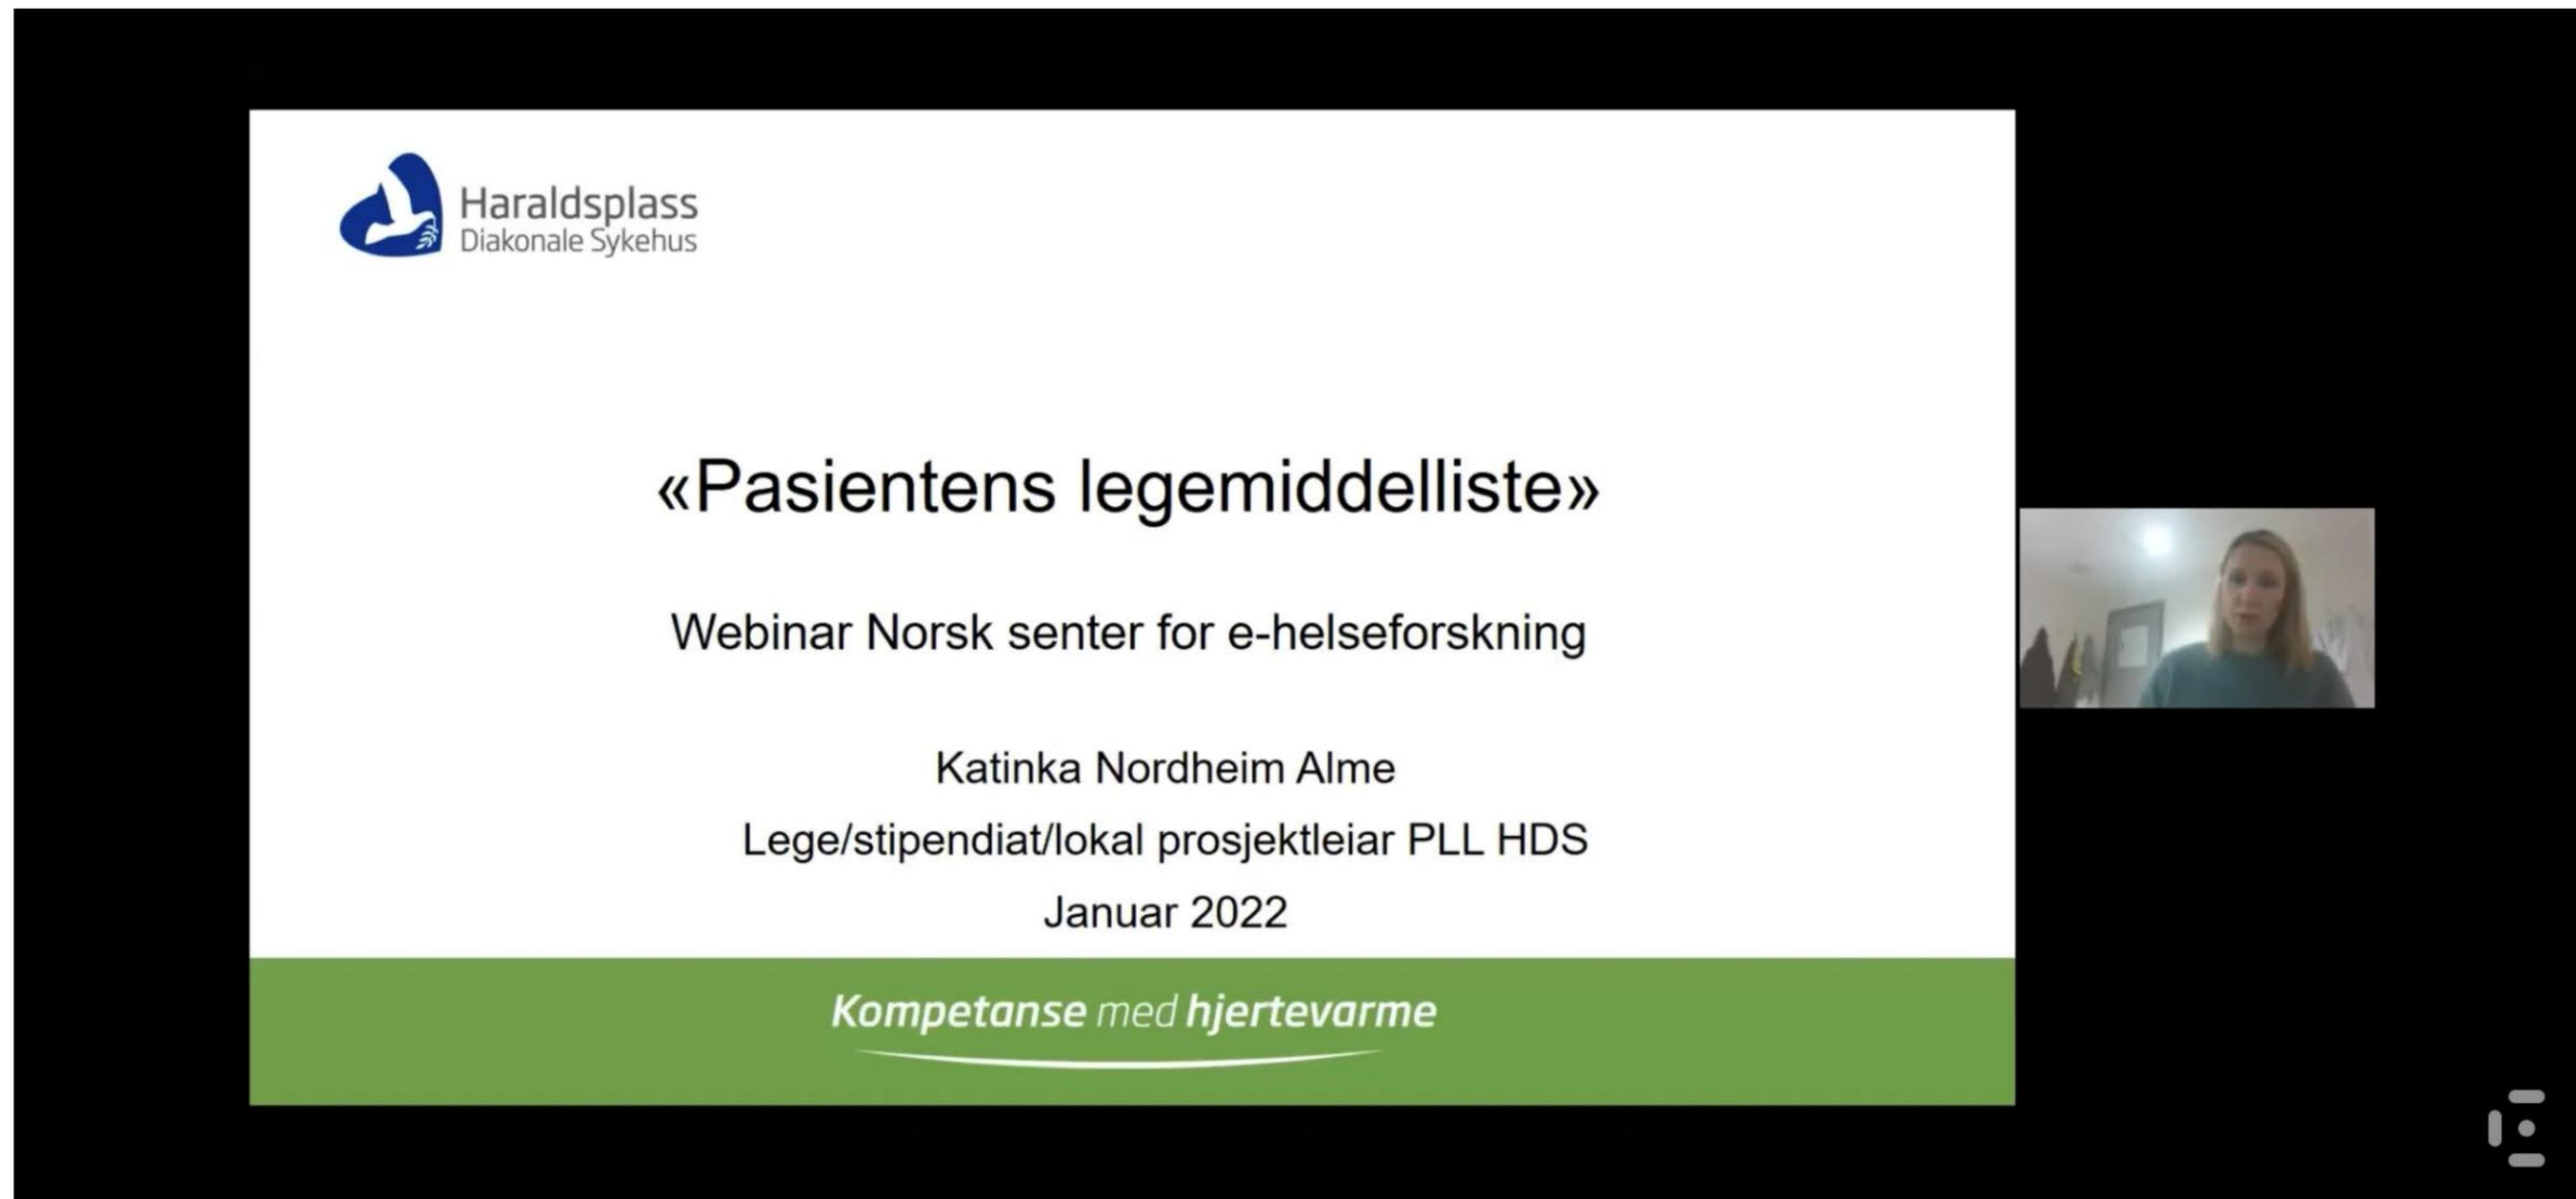 Haraldsplass
Diakonale Sykehus
«Pasientens legemiddelliste»
Webinar Norsk senter for e-helseforskning
Katinka Nordheim Alme
Lege/stipendiat/lokal prosjektleiar PLL HDS
Januar 2022
Kompetanse med hjertevarme